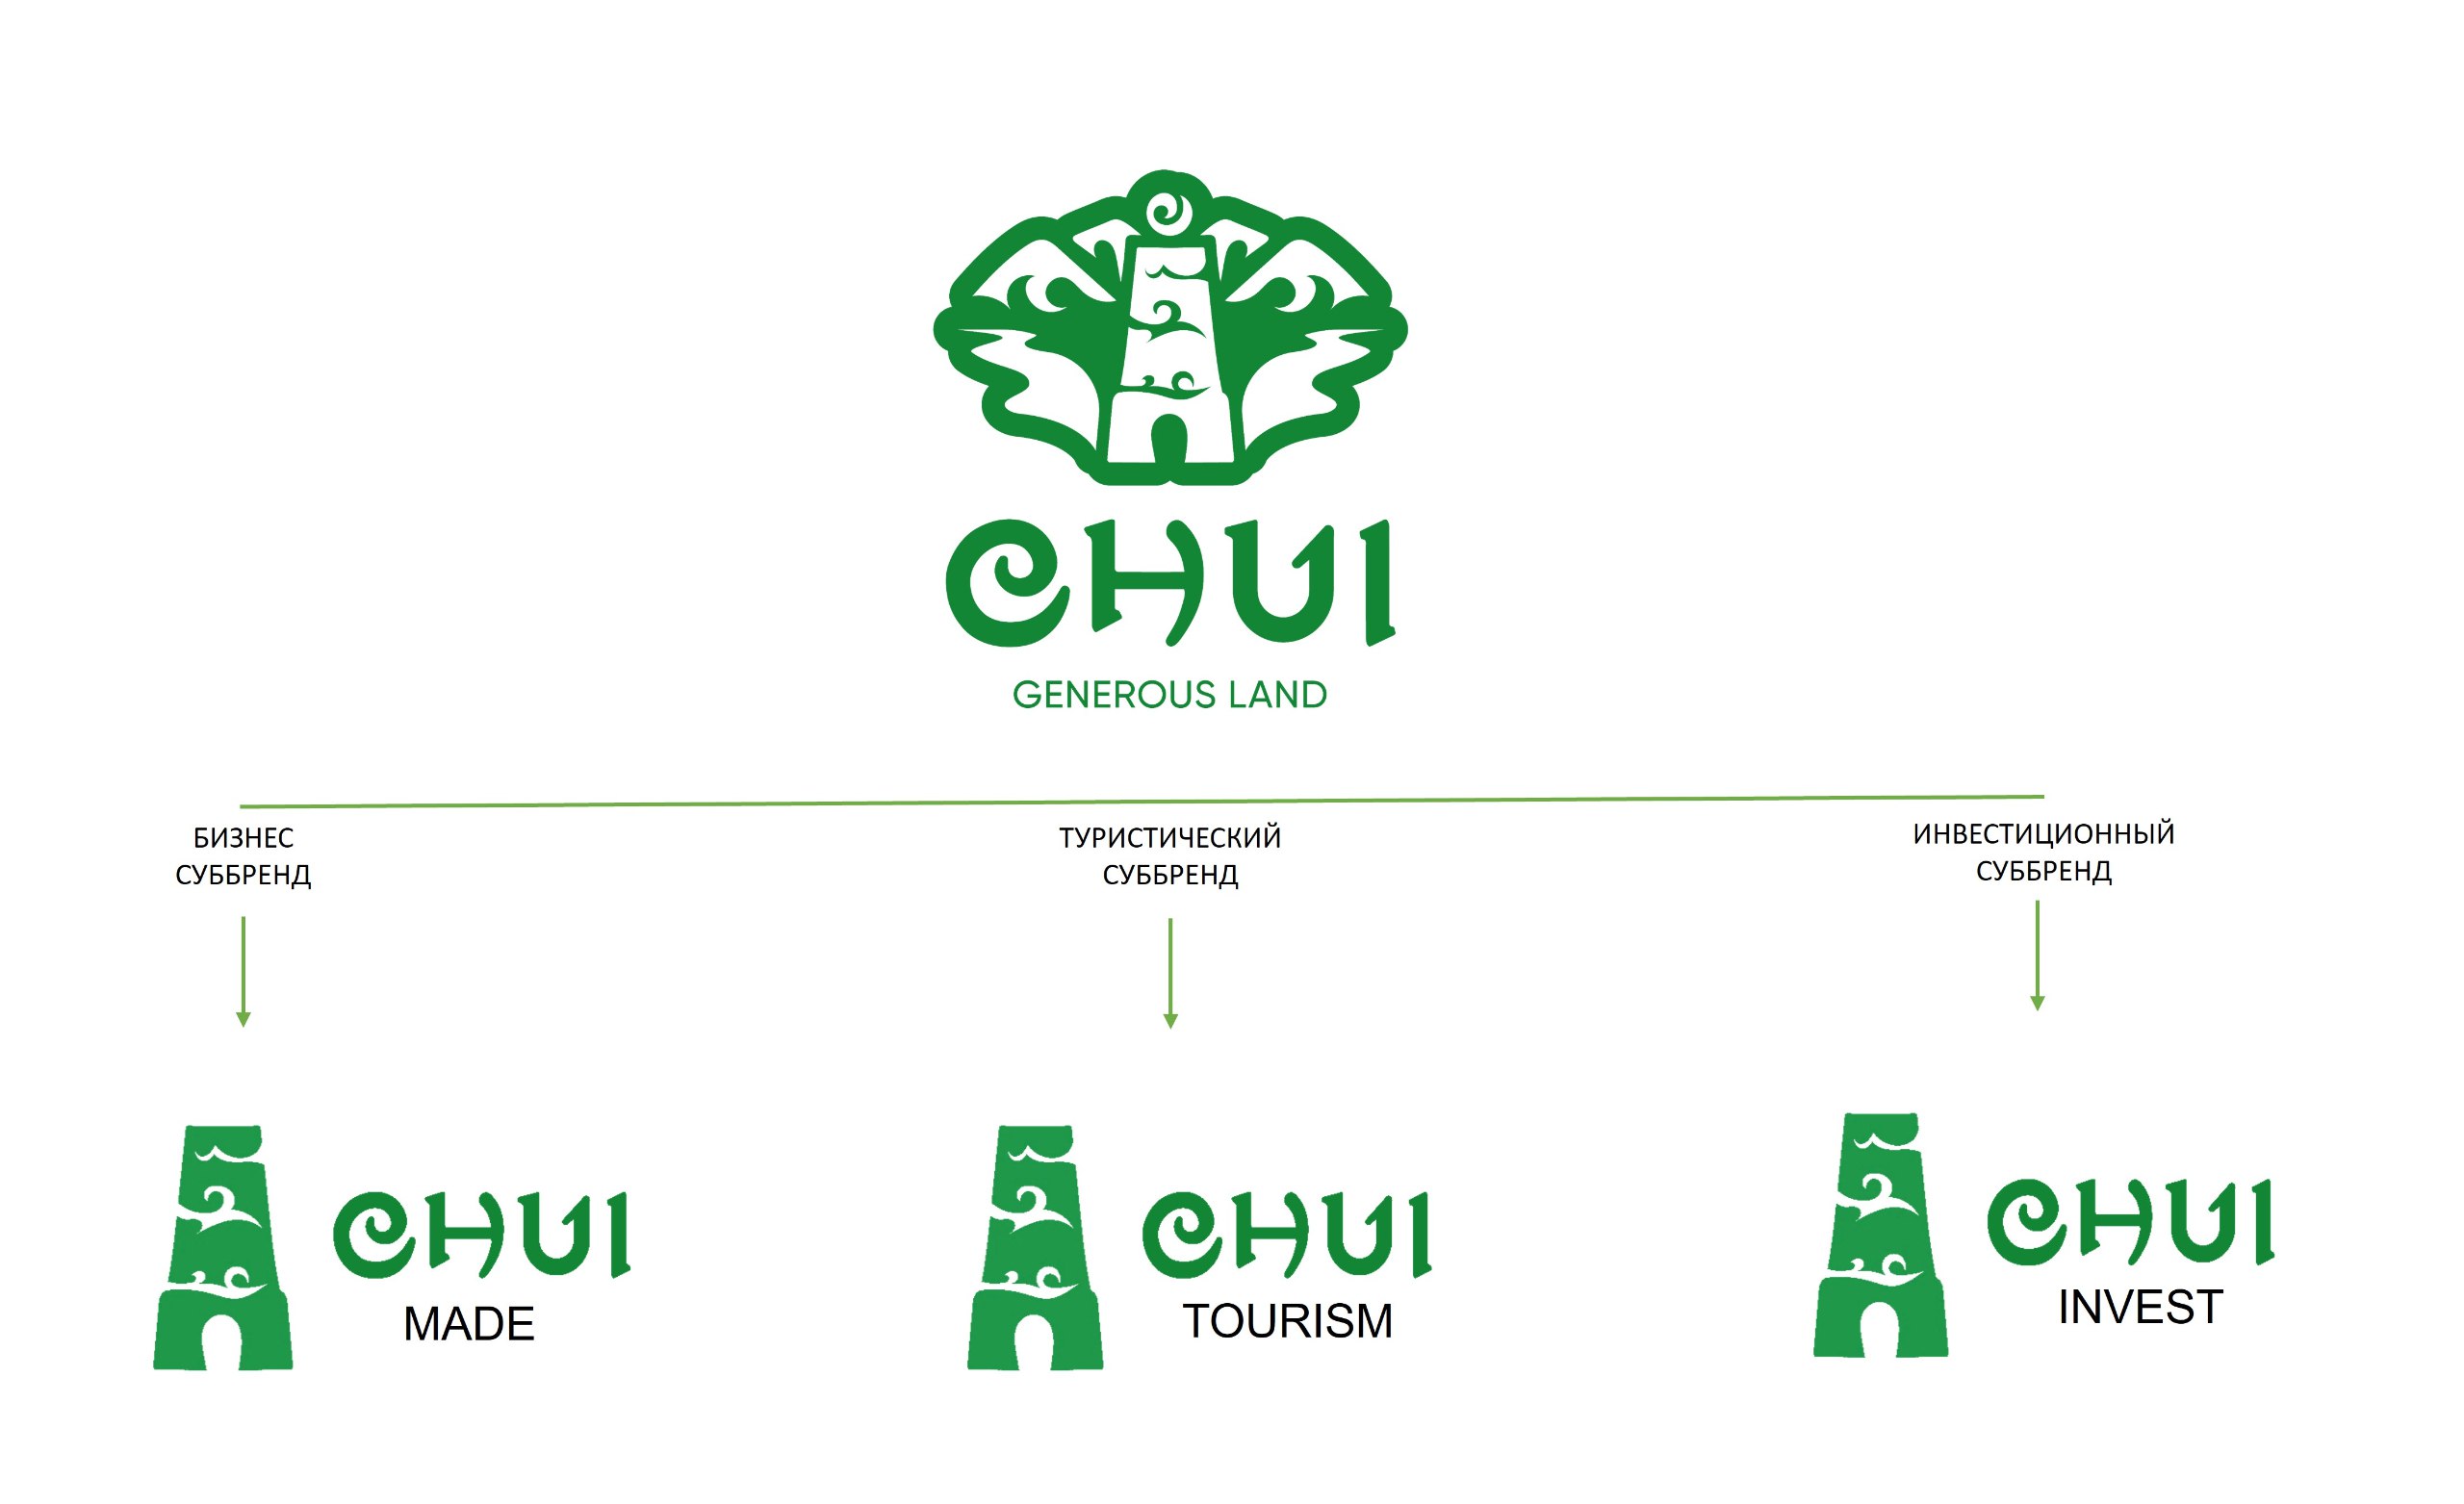 CHUI
GENEROUS LAND
БИЗНЕС
СУББРЕНД
ТУРИСТИЧЕСКИЙ
СУББРЕНД
ИНВЕСТИЦИОННЫЙ
СУББРЕНД
CHUI
MADE
CHUI
TOURISM
CHUI
INVEST